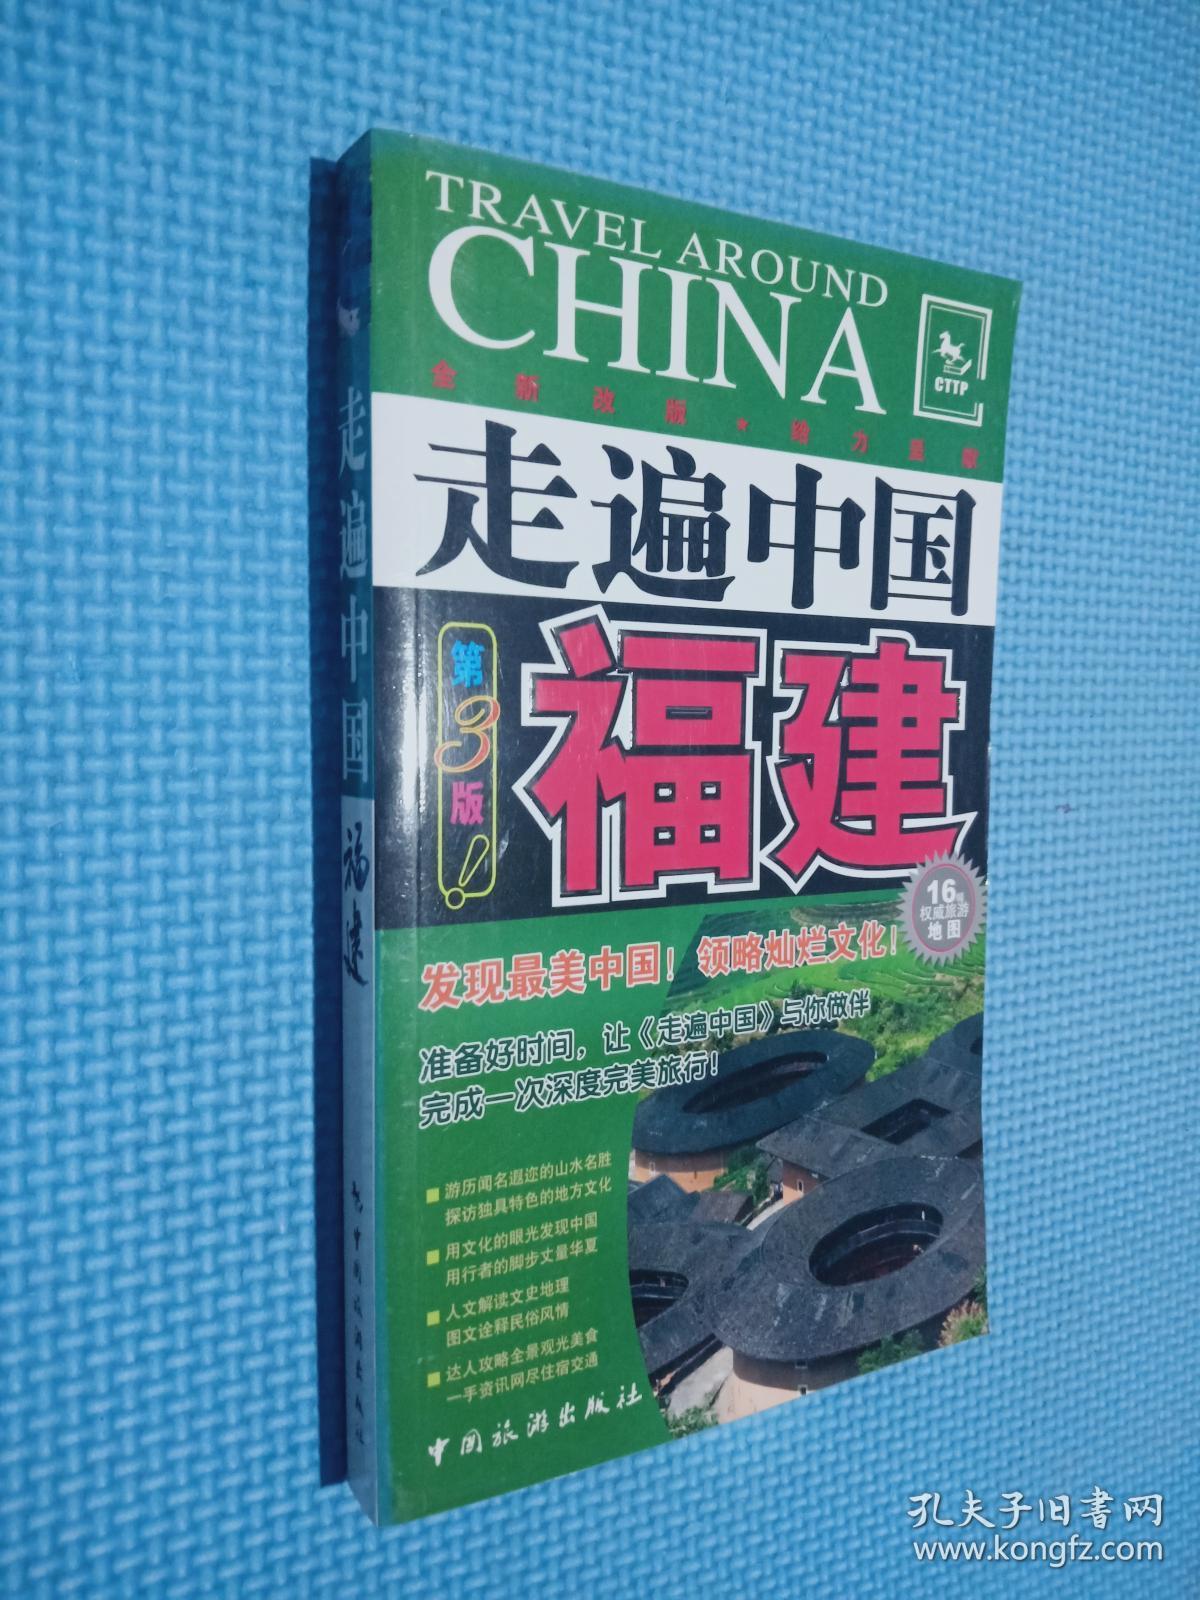 TRAVEL AROUND
CHINA
CTTP
全新改版★给力呈献
走遍中国
第3版!
福建
16幅
权威旅游
地图
发现最美中国！领略灿烂文化！
准备好时间，让《走遍中国》与你做伴
完成一次深度完美旅行！
游历闻名遐迩的山水名胜
探访独具特色的地方文化
用文化的眼光发现中国
用行者的脚步丈量华夏
人文解读文史地理
图文诠释民俗风情
达人攻略全景观光美食
一手资讯网尽住宿交通
中国旅游出版社
走遍中国 福建
中国旅游出版社
孔夫子旧书网
www.kongfz.com